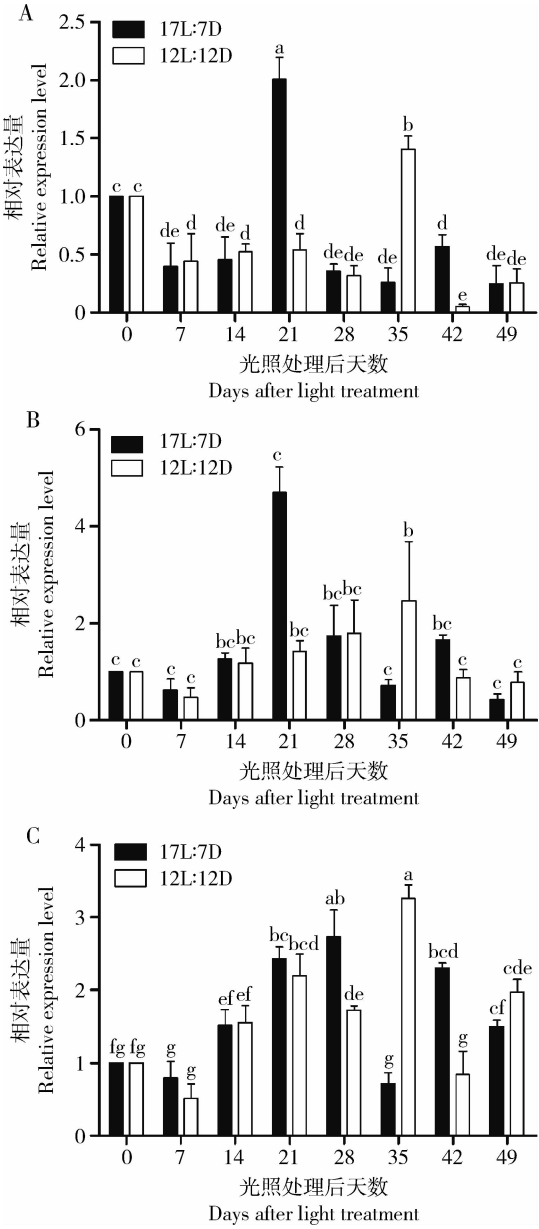 A
17L:7D
12L:12D
相对表达量
Relative expression level
2.5
2.0
1.5
1.0
0.5
0
c c de d de d a d de de de b d e de de
0 7 14 21 28 35 42 49
光照处理后天数
Days after light treatment
B
17L:7D
12L:12D
相对表达量
Relative expression level
6
4
2
0
c c c c bc bc c bc bc bc c b bc c c c
0 7 14 21 28 35 42 49
光照处理后天数
Days after light treatment
C
17L:7D
12L:12D
相对表达量
Relative expression level
4
3
2
1
0
fg fg g g ef ef bc bcd ab de g a bcd g cf cde
0 7 14 21 28 35 42 49
光照处理后天数
Days after light treatment